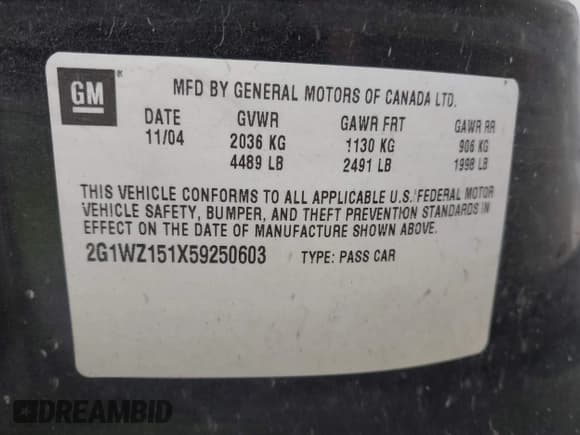 GM
MFD BY GENERAL MOTORS OF CANADA LTD.
DATE GVWR GAWR FRT GAWR RR
11/04 2036 KG 1130 KG 906 KG
4489 LB 2491 LB 1998 LB
THIS VEHICLE CONFORMS TO ALL APPLICABLE U.S. FEDERAL MOTOR
VEHICLE SAFETY, BUMPER, AND THEFT PREVENTION STANDARDS IN
EFFECT ON THE DATE OF MANUFACTURE SHOWN ABOVE.
2G1WZ151X59250603 TYPE: PASS CAR
DREAMBID